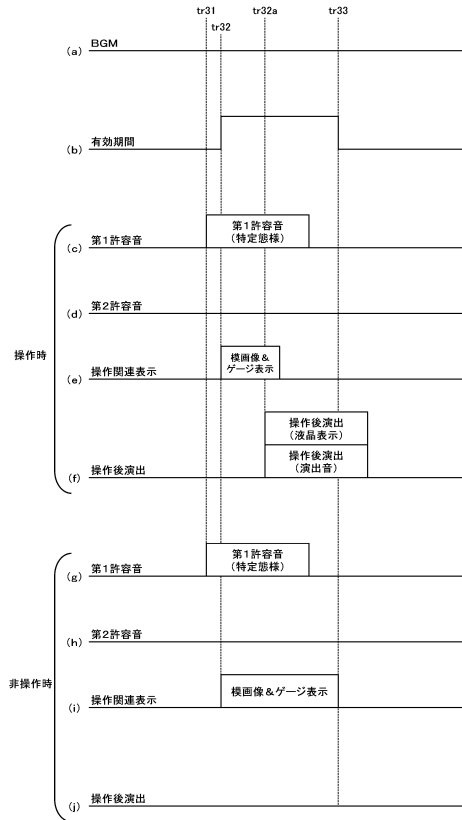 tr31
tr32
tr32a
tr33
(a) BGM
(b) 有効期間
操作時
(c) 第1許容音
第1許容音
(特定態様)
(d) 第2許容音
(e) 操作関連表示
模画像&
ゲージ表示
(f) 操作後演出
操作後演出
(液晶表示)
操作後演出
(演出音)
非操作時
(g) 第1許容音
第1許容音
(特定態様)
(h) 第2許容音
(i) 操作関連表示
模画像&ゲージ表示
(j) 操作後演出